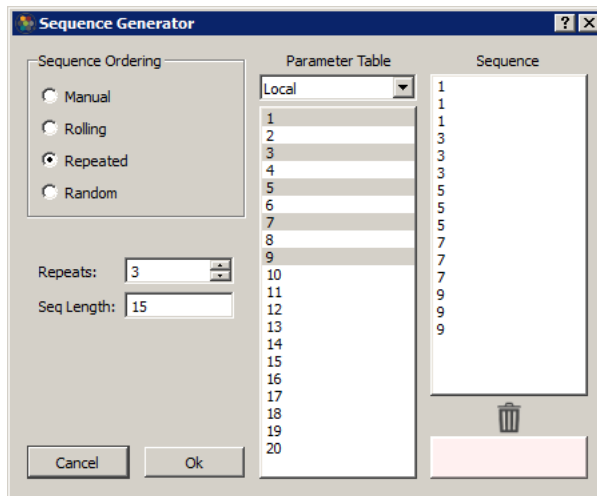 Sequence Generator
Sequence Ordering
Manual
Rolling
Repeated
Random
Repeats: 3
Seq Length: 15
Cancel
Ok
Parameter Table
Local
1
2
3
4
5
6
7
8
9
10
11
12
13
14
15
16
17
18
19
20
Sequence
1
1
1
3
3
3
5
5
5
7
7
7
9
9
9